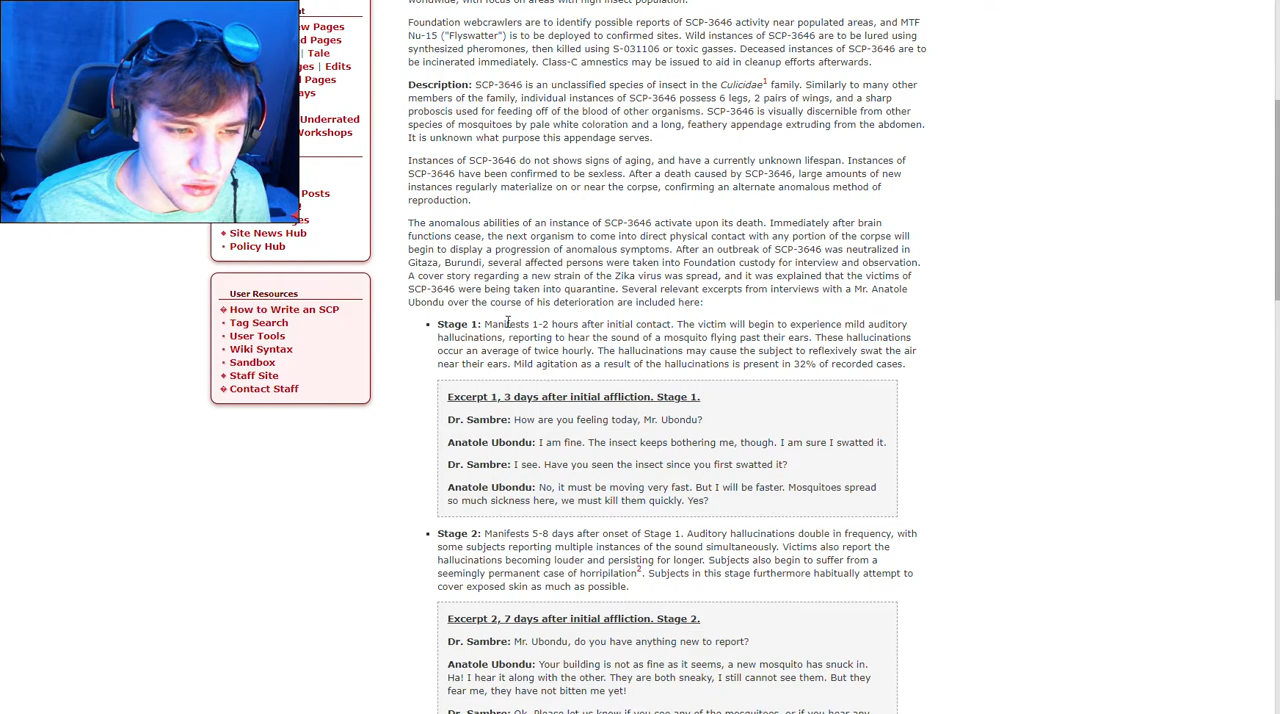 worldwide, with focus on areas with high insect population.
Foundation webcrawlers are to identify possible reports of SCP-3646 activity near populated areas, and MTF
Nu-15 ("Flyswatter") is to be deployed to confirmed sites. Wild instances of SCP-3646 are to be lured using
synthesized pheromones, then killed using S-031106 or toxic gasses. Deceased instances of SCP-3646 are to
be incinerated immediately. Class-C amnestics may be issued to aid in cleanup efforts afterwards.
Description: SCP-3646 is an unclassified species of insect in the Culicidae1 family. Similarly to many other
members of the family, individual instances of SCP-3646 possess 6 legs, 2 pairs of wings, and a sharp
proboscis used for feeding off of the blood of other organisms. SCP-3646 is visually discernible from other
species of mosquitoes by pale white coloration and a long, feathery appendage extruding from the abdomen.
It is unknown what purpose this appendage serves.
Instances of SCP-3646 do not shows signs of aging, and have a currently unknown lifespan. Instances of
SCP-3646 have been confirmed to be sexless. After a death caused by SCP-3646, large amounts of new
instances regularly materialize on or near the corpse, confirming an alternate anomalous method of
reproduction.
The anomalous abilities of an instance of SCP-3646 activate upon its death. Immediately after brain
functions cease, the next organism to come into direct physical contact with any portion of the corpse will
begin to display a progression of anomalous symptoms. After an outbreak of SCP-3646 was neutralized in
Gitaza, Burundi, several affected persons were taken into Foundation custody for interview and observation.
A cover story regarding a new strain of the Zika virus was spread, and it was explained that the victims of
SCP-3646 were being taken into quarantine. Several relevant excerpts from interviews with a Mr. Anatole
Ubondu over the course of his deterioration are included here:
Stage 1: Manifests 1-2 hours after initial contact. The victim will begin to experience mild auditory
hallucinations, reporting to hear the sound of a mosquito flying past their ears. These hallucinations
occur an average of twice hourly. The hallucinations may cause the subject to reflexively swat the air
near their ears. Mild agitation as a result of the hallucinations is present in 32% of recorded cases.
Excerpt 1, 3 days after initial affliction. Stage 1.
Dr. Sambre: How are you feeling today, Mr. Ubondu?
Anatole Ubondu: I am fine. The insect keeps bothering me, though. I am sure I swatted it.
Dr. Sambre: I see. Have you seen the insect since you first swatted it?
Anatole Ubondu: No, it must be moving very fast. But I will be faster. Mosquitoes spread
so much sickness here, we must kill them quickly. Yes?
Stage 2: Manifests 5-8 days after onset of Stage 1. Auditory hallucinations double in frequency, with
some subjects reporting multiple instances of the sound simultaneously. Victims also report the
hallucinations becoming louder and persisting for longer. Subjects also begin to suffer from a
seemingly permanent case of horripilation2. Subjects in this stage furthermore habitually attempt to
cover exposed skin as much as possible.
Excerpt 2, 7 days after initial affliction. Stage 2.
Dr. Sambre: Mr. Ubondu, do you have anything new to report?
Anatole Ubondu: Your building is not as fine as it seems, a new mosquito has snuck in.
Ha! I hear it along with the other. They are both sneaky, I still cannot see them. But they
fear me, they have not bitten me yet!
Dr. Sambre: Ok. Please let us know if you see any of the mosquitoes, or if you hear any
Pages
Pages
Tale
Edits
Pages
Underrated
Workshops
Posts
Site News Hub
Policy Hub
User Resources
How to Write an SCP
Tag Search
User Tools
Wiki Syntax
Sandbox
Staff Site
Contact Staff